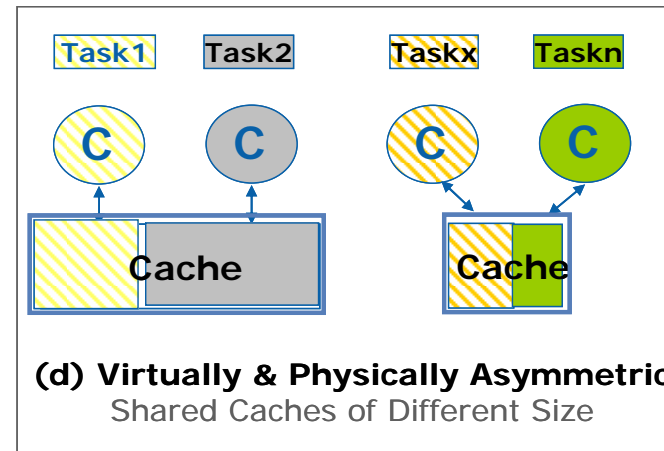 Task1 Task2 Taskx Taskn
C C C C
Cache Cache
(d) Virtually & Physically Asymmetric
Shared Caches of Different Size